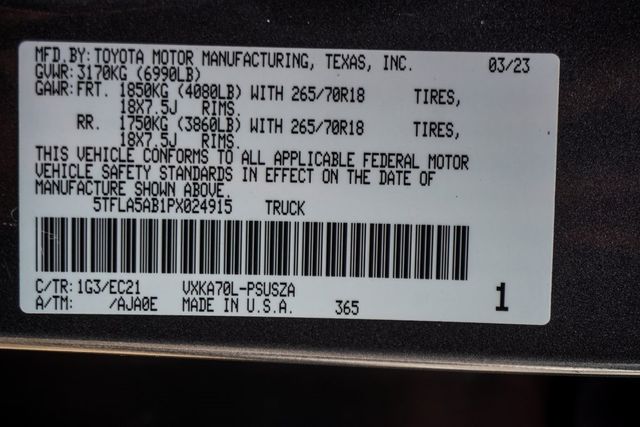 MFD.BY: TOYOTA MOTOR MANUFACTURING, TEXAS, INC. 03/23
GVWR: 3170KG (6990LB)
GAWR: FRT. 1850KG (4080LB) WITH 265/70R18 TIRES,
18X7.5J RIMS.
RR. 1750KG (3860LB) WITH 265/70R18 TIRES,
18X7.5J RIMS.
THIS VEHICLE CONFORMS TO ALL APPLICABLE FEDERAL MOTOR
VEHICLE SAFETY STANDARDS IN EFFECT ON THE DATE OF
MANUFACTURE SHOWN ABOVE.
5TFLA5AB1PX024915 TRUCK
C/TR: 1G3/EC21 VXKA70L-PSUSZA
A/TM: /AJA0E MADE IN U.S.A. 365 1